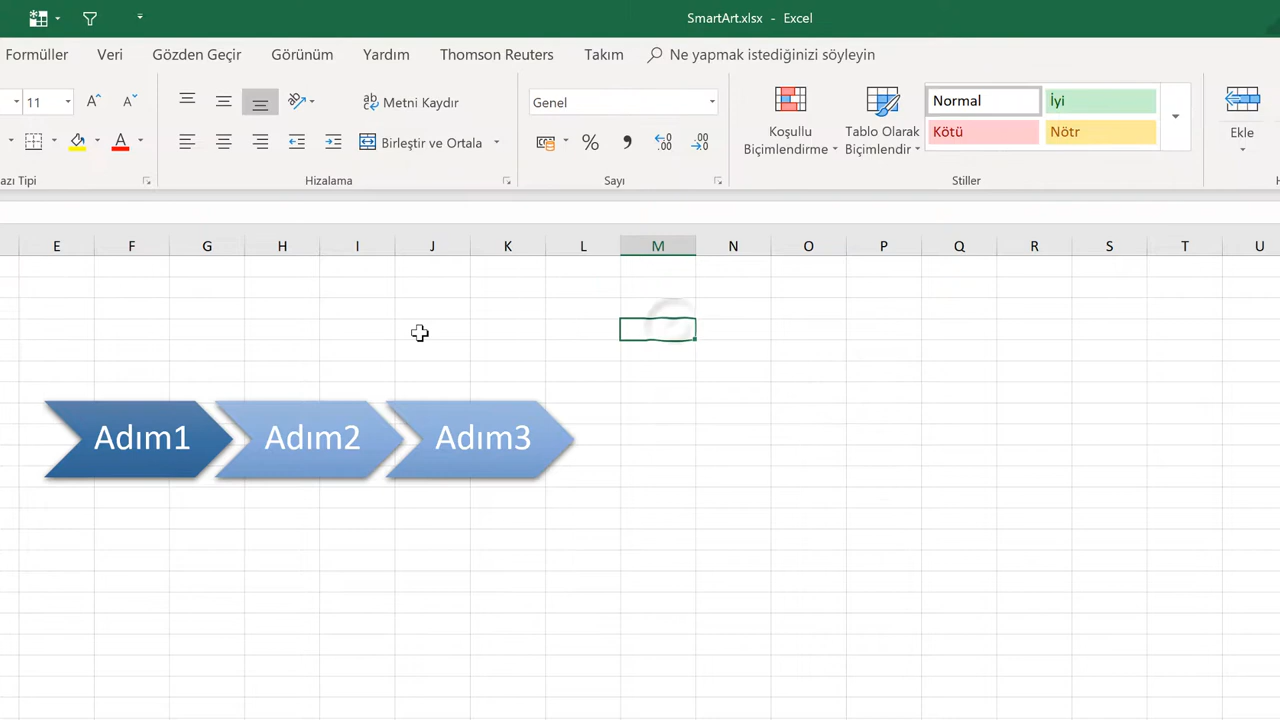 SmartArt.xlsx - Excel
Formüller Veri Gözden Geçir Görünüm Yardım Thomson Reuters Takım Ne yapmak istediğinizi söyleyin
11 Metni Kaydır Genel Normal İyi
Birleştir ve Ortala Kötü Nötr
Koşullu Biçimlendirme
Tablo Olarak Biçimlendir
Ekle
azı Tipi Hizalama Sayı Stiller
E F G H I J K L M N O P Q R S T U
Adım1 Adım2 Adım3